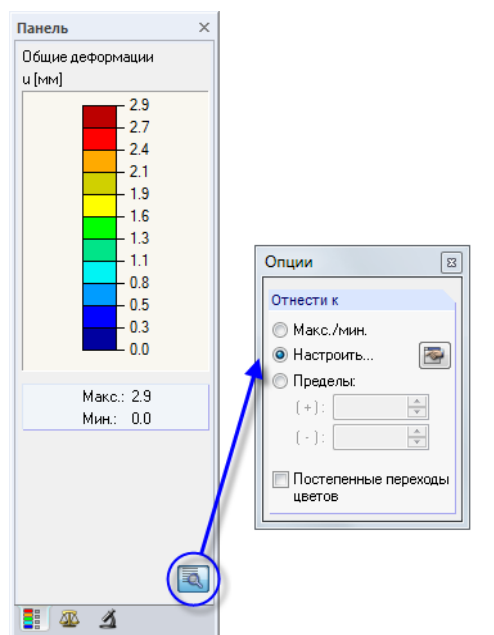 Панель
Общие деформации
u [мм]
2.9
2.7
2.4
2.1
1.9
1.6
1.3
1.1
0.8
0.5
0.3
0.0
Макс.: 2.9
Мин.: 0.0
Опции
Отнести к
Макс./мин.
Настроить...
Пределы:
(+):
(-):
Постепенные переходы
цветов